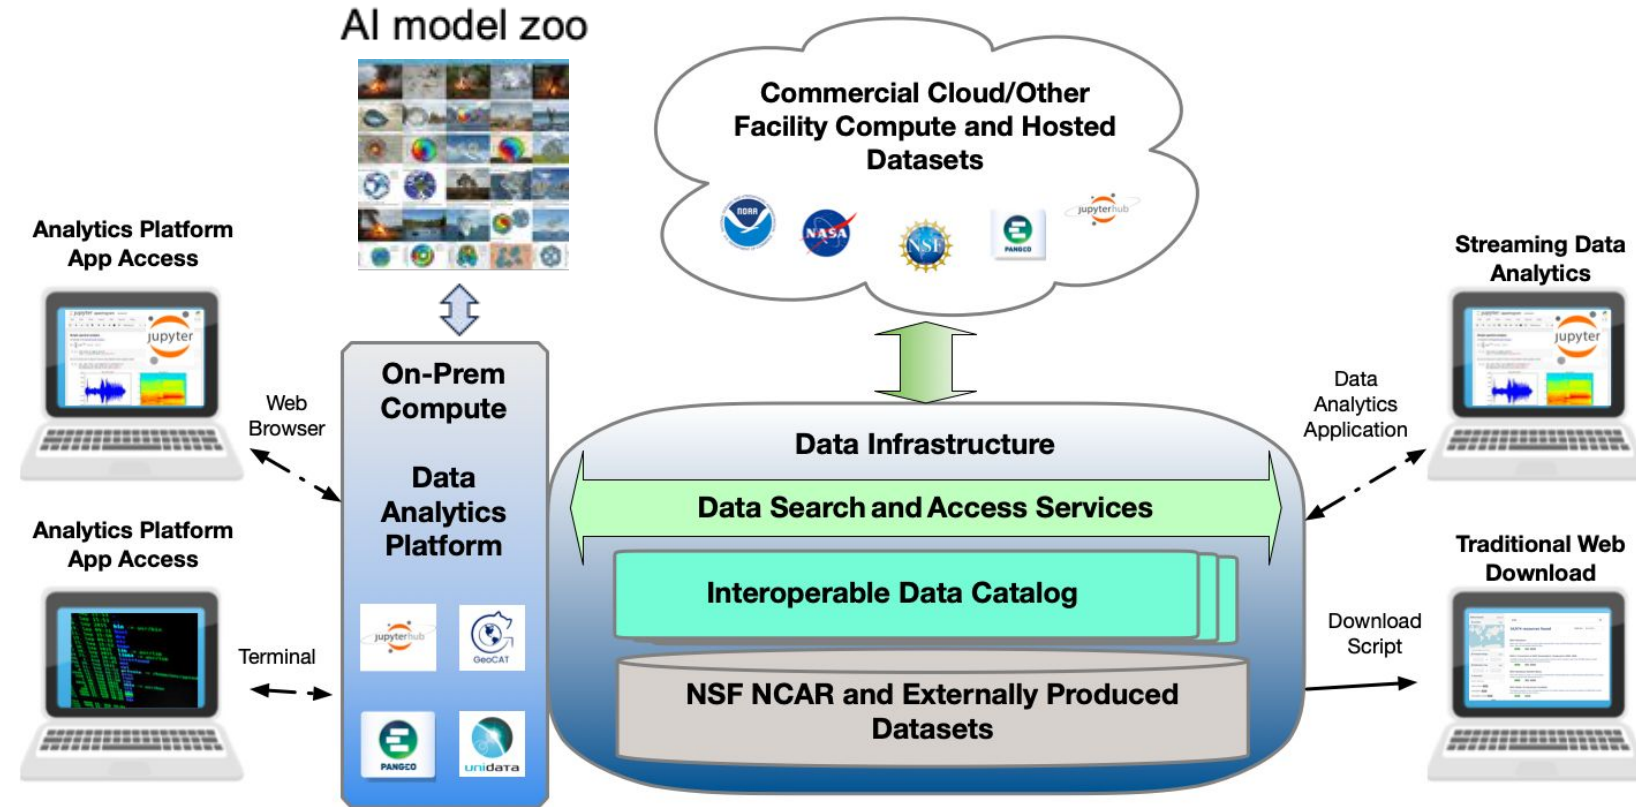 AI model zoo
Commercial Cloud/Other
Facility Compute and Hosted
Datasets
NOAA
NASA
NSF
PANGEO
jupyterhub
Analytics Platform
App Access
jupyter
jupyter
Web
Browser
Analytics Platform
App Access
Terminal
On-Prem
Compute
Data
Analytics
Platform
jupyterhub
GeoCAT
PANGEO
unidata
Data Infrastructure
Data Search and Access Services
Interoperable Data Catalog
NSF NCAR and Externally Produced
Datasets
Streaming Data
Analytics
jupyter
jupyter
Data
Analytics
Application
Traditional Web
Download
Download
Script